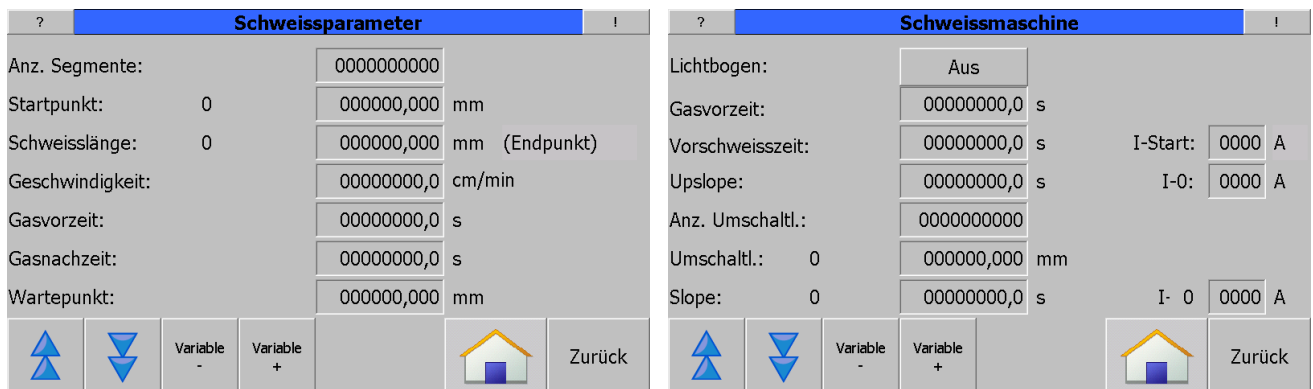 ? Schweissparameter !
Anz. Segmente: 0000000000
Startpunkt: 0 000000,000 mm
Schweisslänge: 0 000000,000 mm (Endpunkt)
Geschwindigkeit: 00000000,0 cm/min
Gasvorzeit: 00000000,0 s
Gasnachzeit: 00000000,0 s
Wartepunkt: 000000,000 mm
Variable - Variable + Zurück
? Schweissmaschine !
Lichtbogen: Aus
Gasvorzeit: 00000000,0 s
Vorschweisszeit: 00000000,0 s I-Start: 0000 A
Upslope: 00000000,0 s I-0: 0000 A
Anz. Umschaltl.: 0000000000
Umschaltl.: 0 000000,000 mm
Slope: 0 00000000,0 s I- 0 0000 A
Variable - Variable + Zurück